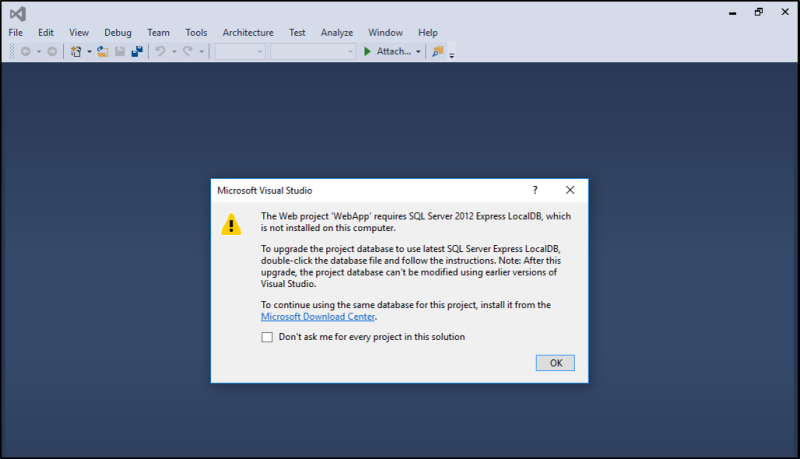 File Edit View Debug Team Tools Architecture Test Analyze Window Help
Attach...
Microsoft Visual Studio
The Web project 'WebApp' requires SQL Server 2012 Express LocalDB, which
is not installed on this computer.
To upgrade the project database to use latest SQL Server Express LocalDB,
double-click the database file and follow the instructions. Note: After this
upgrade, the project database can't be modified using earlier versions of
Visual Studio.
To continue using the same database for this project, install it from the
Microsoft Download Center.
Don't ask me for every project in this solution
OK